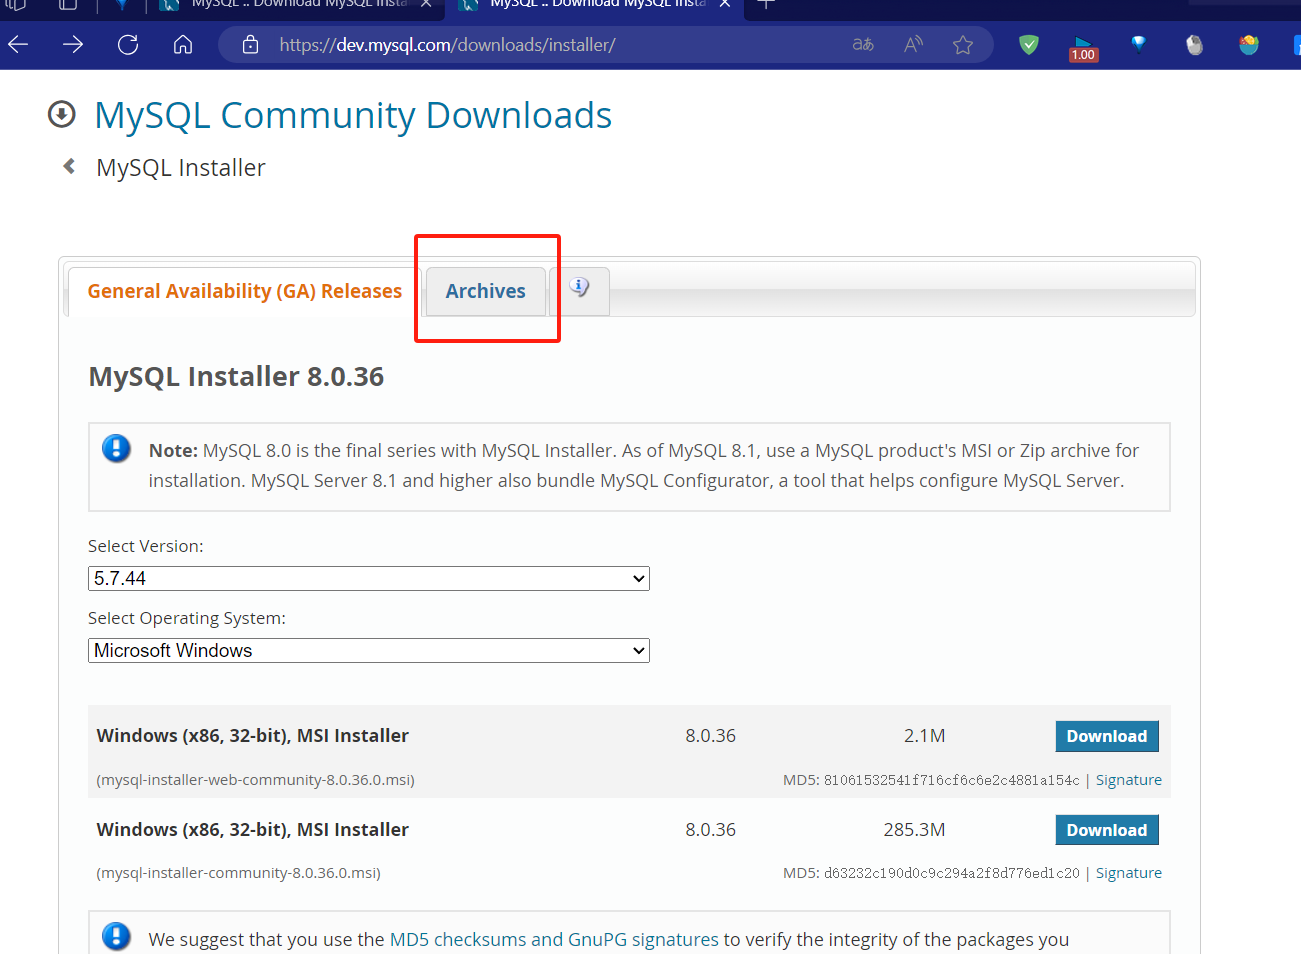 MySQL :: Download MySQL Insta
MySQL :: Download MySQL Insta
https://dev.mysql.com/downloads/installer/
1.00
MySQL Community Downloads
MySQL Installer
General Availability (GA) Releases
Archives
MySQL Installer 8.0.36
Note: MySQL 8.0 is the final series with MySQL Installer. As of MySQL 8.1, use a MySQL product's MSI or Zip archive for
installation. MySQL Server 8.1 and higher also bundle MySQL Configurator, a tool that helps configure MySQL Server.
Select Version:
5.7.44
Select Operating System:
Microsoft Windows
Windows (x86, 32-bit), MSI Installer 8.0.36 2.1M Download
(mysql-installer-web-community-8.0.36.0.msi) MD5: 81061532541f716cf6c6e2c4881a154c | Signature
Windows (x86, 32-bit), MSI Installer 8.0.36 285.3M Download
(mysql-installer-community-8.0.36.0.msi) MD5: d63232c190d0c9c294a2f8d776ed1c20 | Signature
We suggest that you use the MD5 checksums and GnuPG signatures to verify the integrity of the packages you